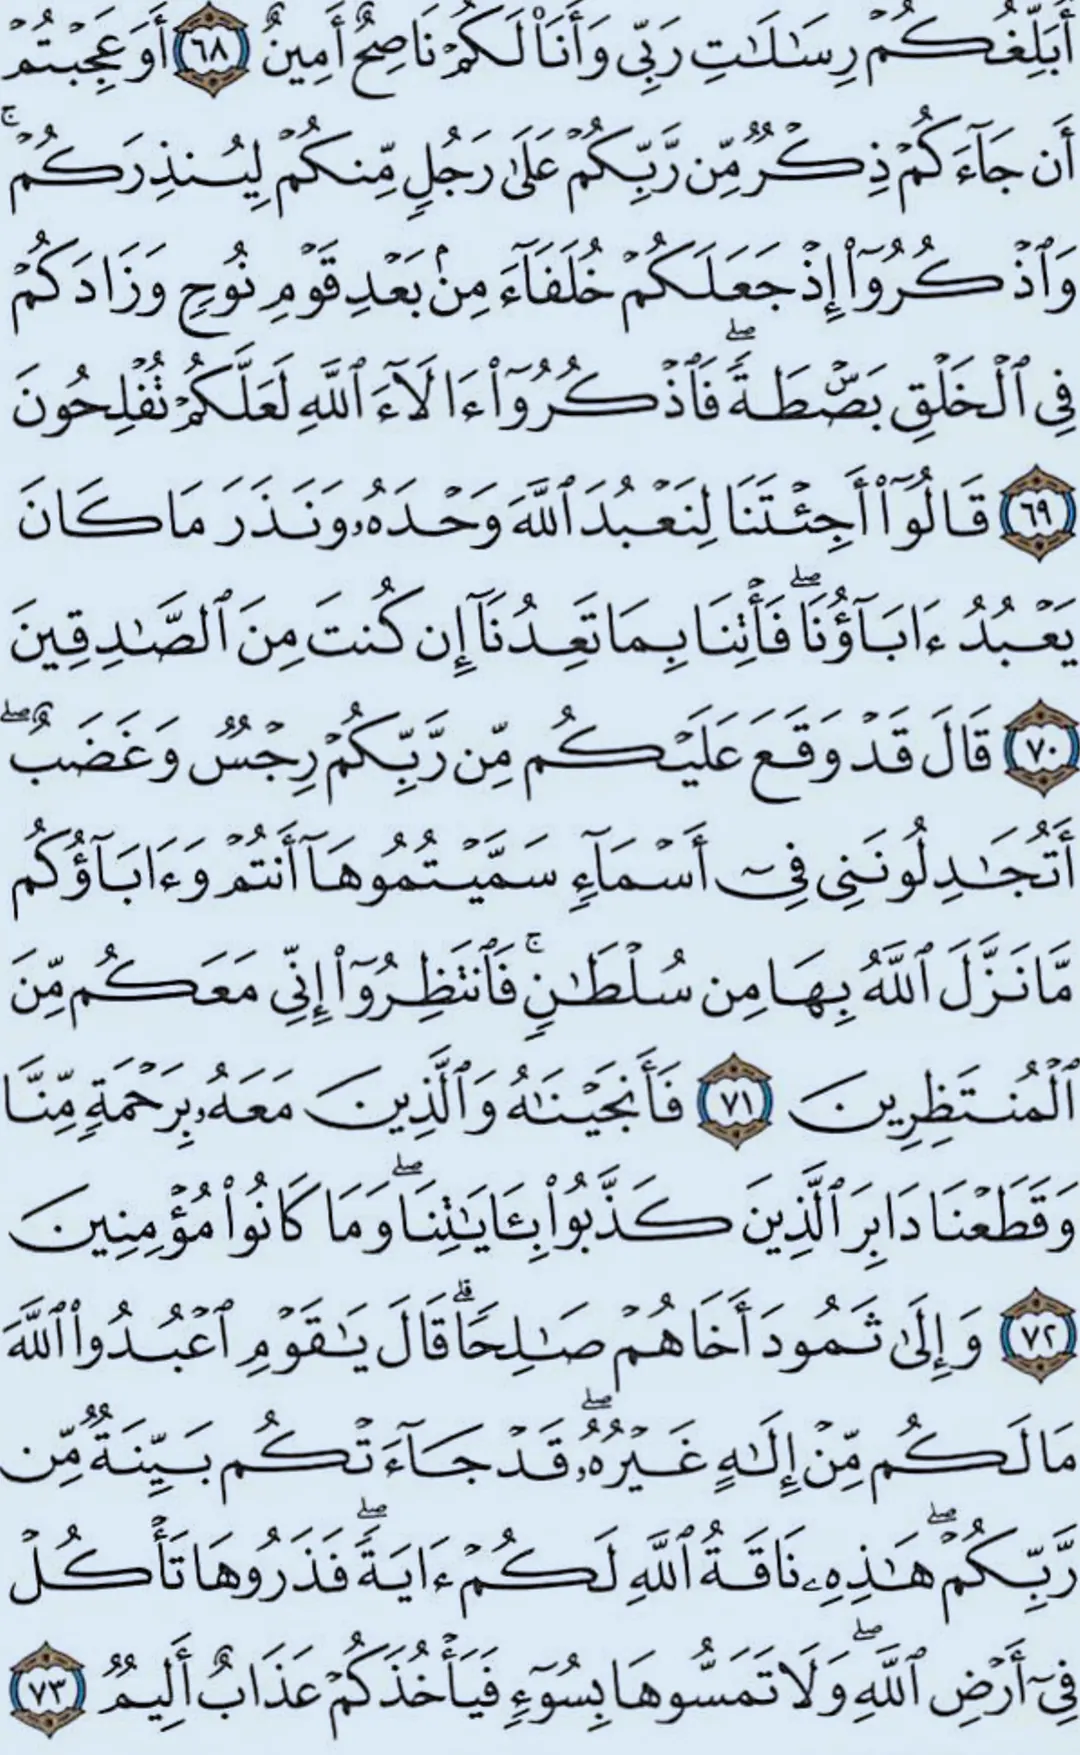 أُبَلِّغُكُمْ رِسَٰلَٰتِ رَبِّى وَأَنَا۠ لَكُمْ نَاصِحٌ أَمِينٌ ٦٨ أَوَعَجِبْتُمْ
أَن جَآءَكُمْ ذِكْرٌ مِّن رَّبِّكُمْ عَلَىٰ رَجُلٍ مِّنكُمْ لِيُنذِرَكُمْ ۚ
وَٱذْكُرُوٓا۟ إِذْ جَعَلَكُمْ خُلَفَآءَ مِنۢ بَعْدِ قَوْمِ نُوحٍ وَزَادَكُمْ
فِى ٱلْخَلْقِ بَصْۜطَةً ۖ فَٱذْكُرُوٓا۟ ءَالَآءَ ٱللَّهِ لَعَلَّكُمْ تُفْلِحُونَ
٦٩ قَالُوٓا۟ أَجِئْتَنَا لِنَعْبُدَ ٱللَّهَ وَحْدَهُۥ وَنَذَرَ مَا كَانَ
يَعْبُدُ ءَابَآؤُنَا ۖ فَأْتِنَا بِمَا تَعِدُنَآ إِن كُنتَ مِنَ ٱلصَّٰدِقِينَ
٧٠ قَالَ قَدْ وَقَعَ عَلَيْكُم مِّن رَّبِّكُمْ رِجْسٌ وَغَضَبٌ ۖ
أَتُجَٰدِلُونَنِى فِىٓ أَسْمَآءٍ سَمَّيْتُمُوهَآ أَنتُمْ وَءَابَآؤُكُم
مَّا نَزَّلَ ٱللَّهُ بِهَا مِن سُلْطَٰنٍ ۚ فَٱنتَظِرُوٓا۟ إِنِّى مَعَكُم مِّنَ
ٱلْمُنتَظِرِينَ ٧١ فَأَنجَيْنَٰهُ وَٱلَّذِينَ مَعَهُۥ بِرَحْمَةٍ مِّنَّا
وَقَطَعْنَا دَابِرَ ٱلَّذِينَ كَذَّبُوا۟ بِـَٔايَٰتِنَا ۖ وَمَا كَانُوا۟ مُؤْمِنِينَ
٧٢ وَإِلَىٰ ثَمُودَ أَخَاهُمْ صَٰلِحًا ۗ قَالَ يَٰقَوْمِ ٱعْبُدُوا۟ ٱللَّهَ
مَا لَكُم مِّنْ إِلَٰهٍ غَيْرُهُۥ ۖ قَدْ جَآءَتْكُم بَيِّنَةٌ مِّن
رَّبِّكُمْ ۖ هَٰذِهِۦ نَاقَةُ ٱللَّهِ لَكُمْ ءَايَةً ۖ فَذَرُوهَا تَأْكُلْ
فِىٓ أَرْضِ ٱللَّهِ ۖ وَلَا تَمَسُّوهَا بِسُوٓءٍ فَيَأْخُذَكُمْ عَذَابٌ أَلِيمٌ ٧٣